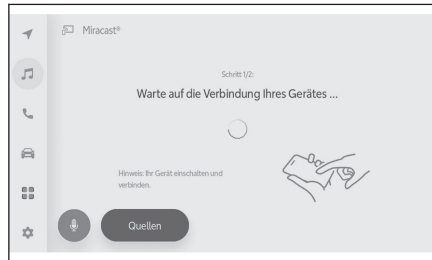 Miracast®
Schritt 1/2:
Warte auf die Verbindung Ihres Gerätes ...
Hinweis: Ihr Gerät einschalten und
verbinden.
Quellen